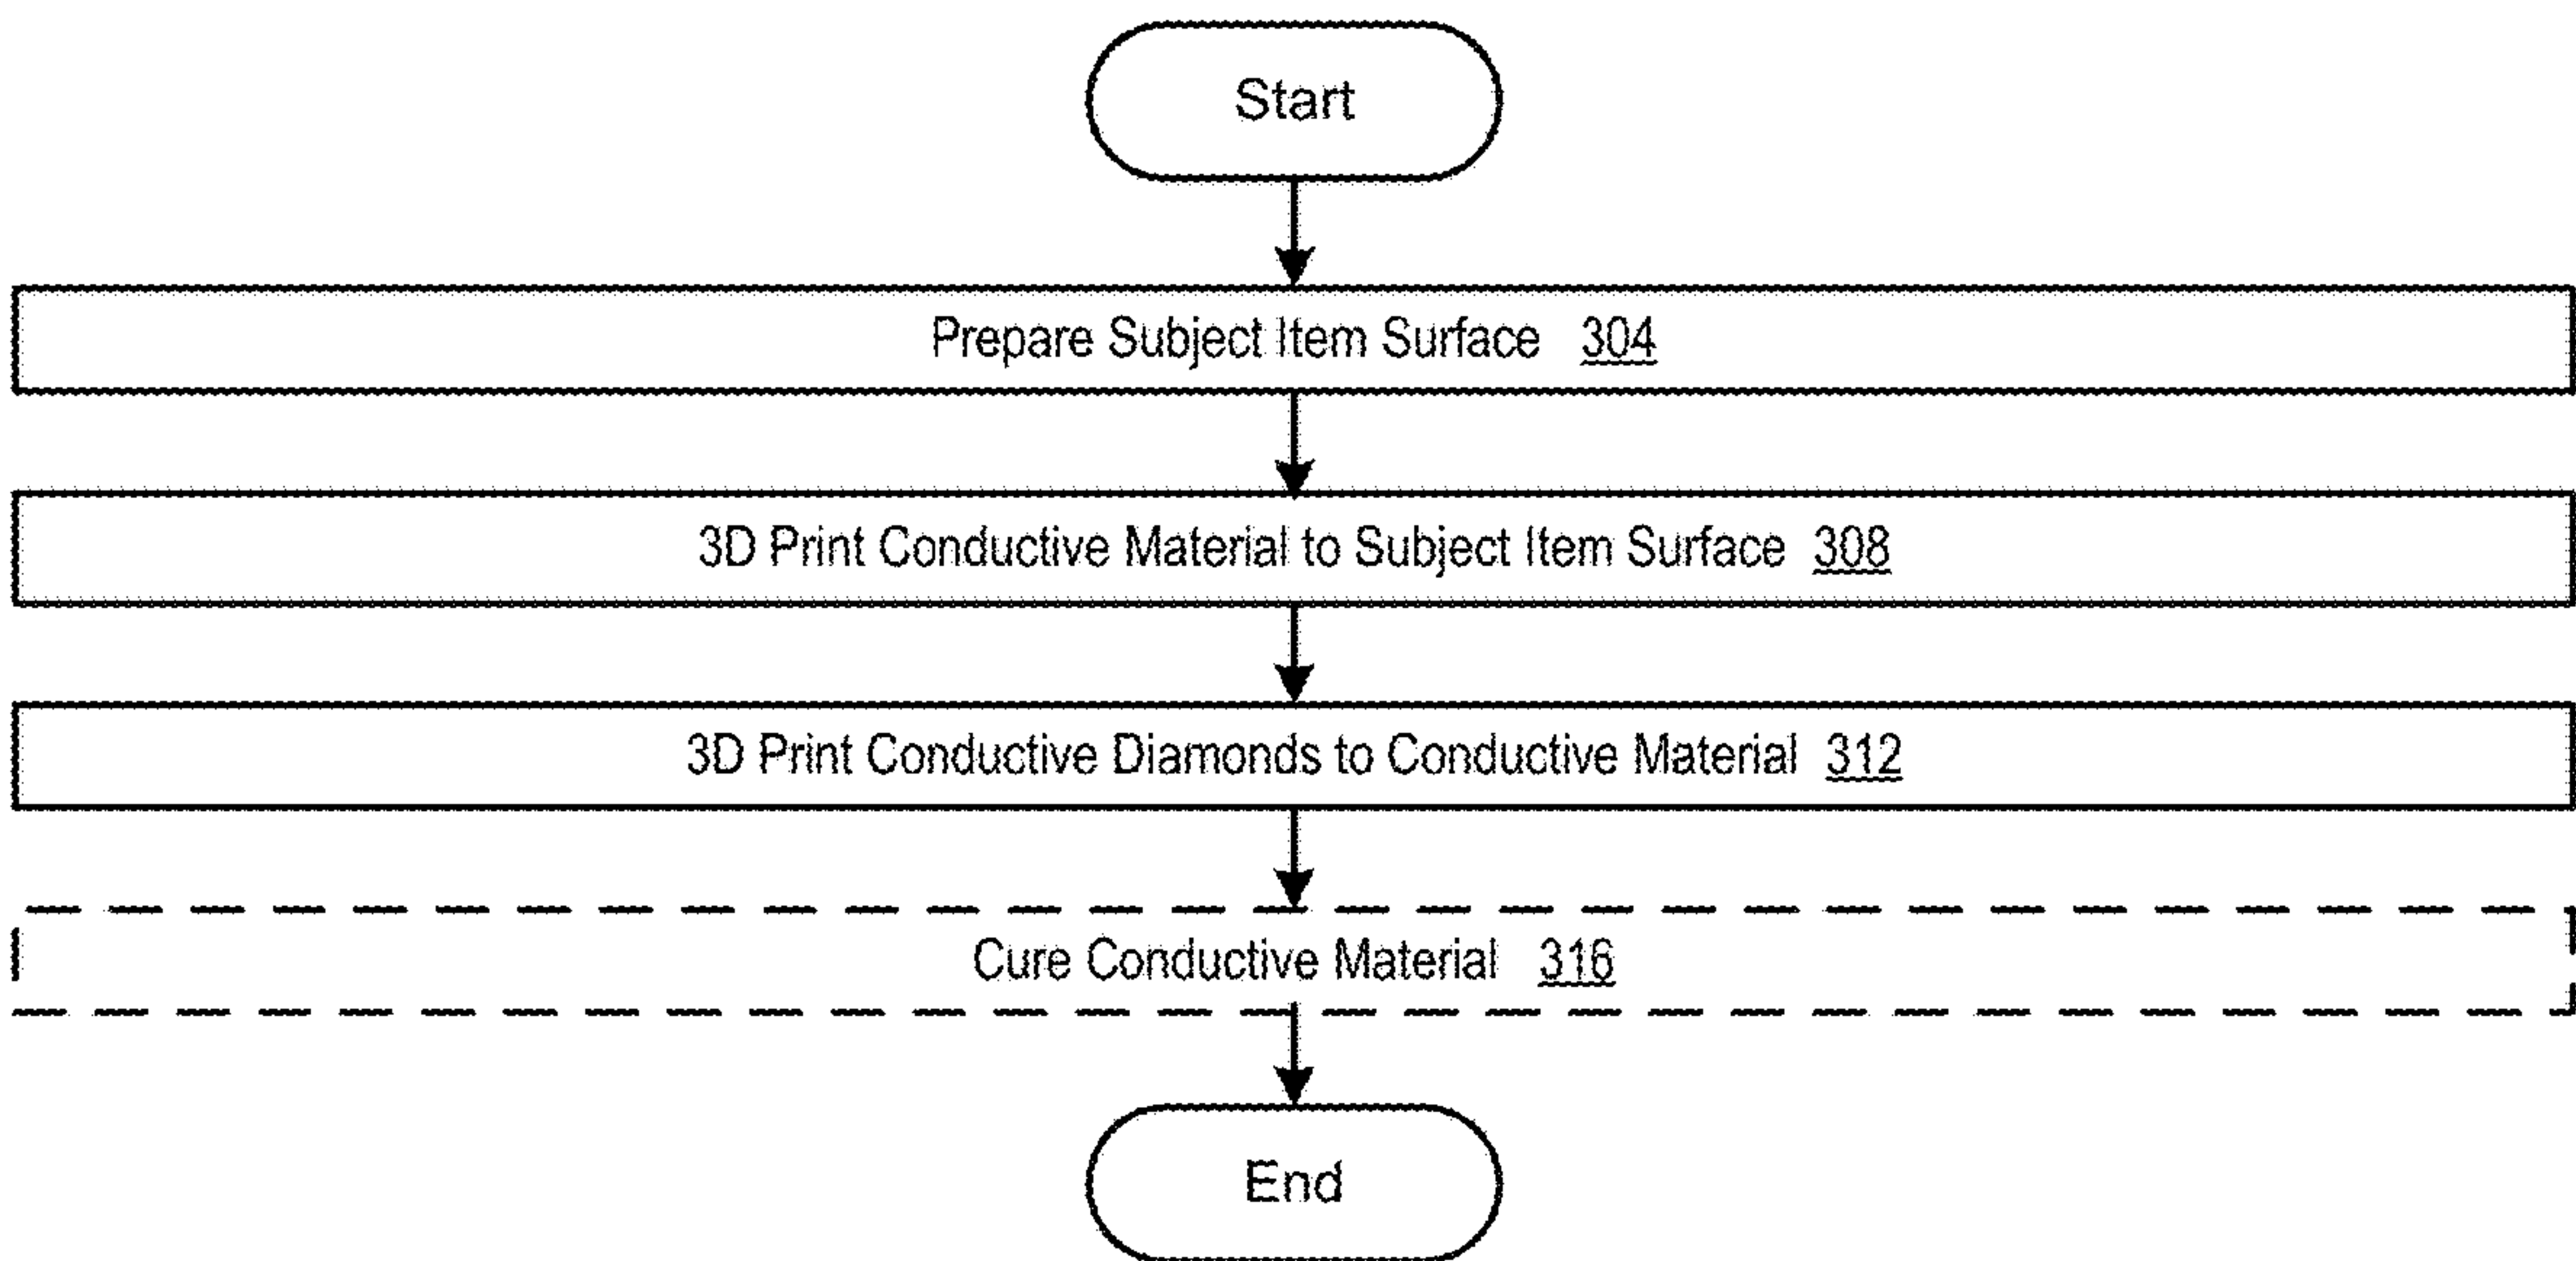 Start
Prepare Subject Item Surface 304
3D Print Conductive Material to Subject Item Surface 308
3D Print Conductive Diamonds to Conductive Material 312
Cure Conductive Material 316
End